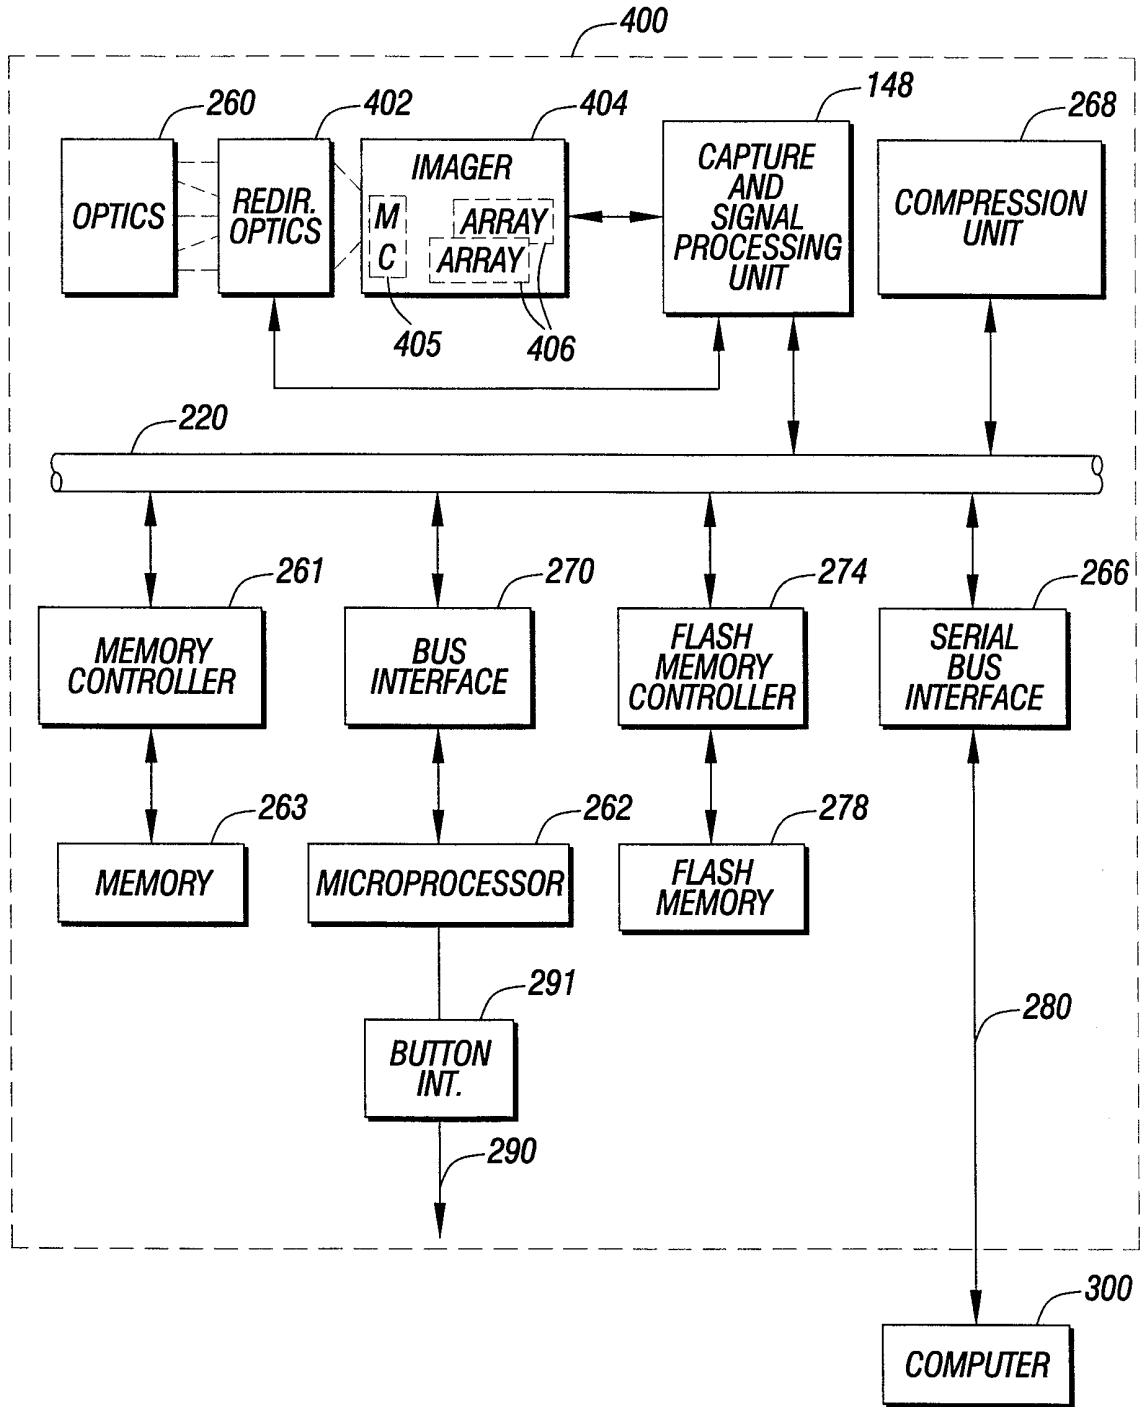 400
260
402
404
148
268
OPTICS
REDIR.
OPTICS
IMAGER
M
C
ARRAY
ARRAY
405
406
CAPTURE
AND
SIGNAL
PROCESSING
UNIT
COMPRESSION
UNIT
220
261
270
274
266
MEMORY
CONTROLLER
BUS
INTERFACE
FLASH
MEMORY
CONTROLLER
SERIAL
BUS
INTERFACE
263
262
278
MEMORY
MICROPROCESSOR
FLASH
MEMORY
291
BUTTON
INT.
280
290
300
COMPUTER